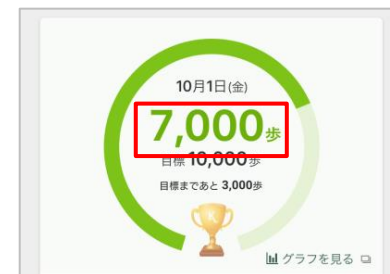 10月1日(金)
7,000歩
目標 10,000歩
目標まであと 3,000歩
グラフを見る